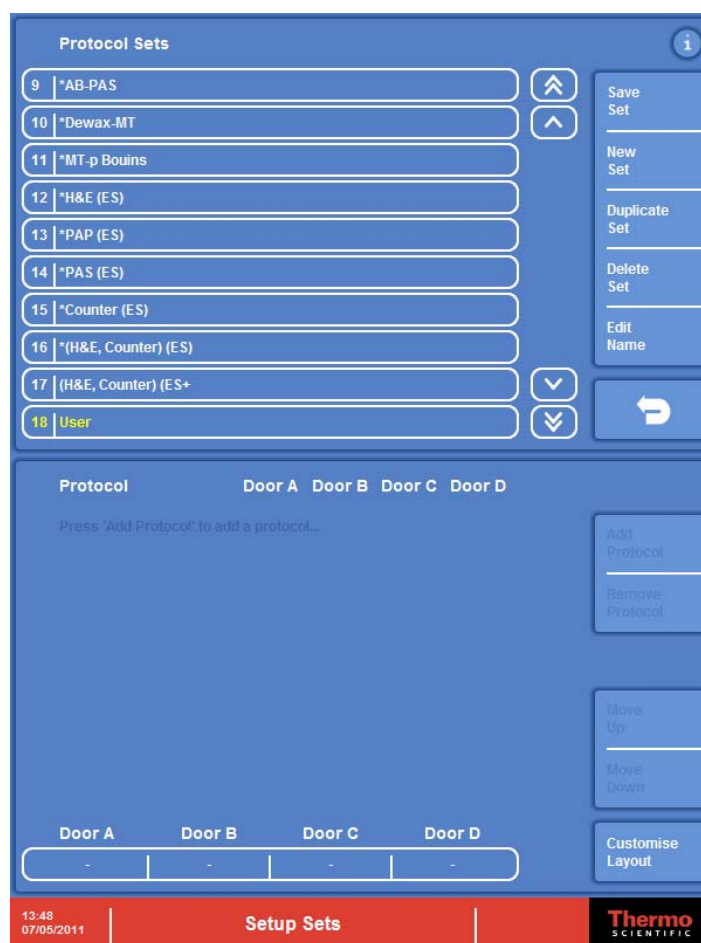 Protocol Sets
i
9 *AB-PAS
10 *Dewax-MT
11 *MT-p Bouins
12 *H&E (ES)
13 *PAP (ES)
14 *PAS (ES)
15 *Counter (ES)
16 *(H&E, Counter) (ES)
17 (H&E, Counter) (ES+
18 User
Save
Set
New
Set
Duplicate
Set
Delete
Set
Edit
Name
Protocol Door A Door B Door C Door D
Press 'Add Protocol' to add a protocol...
Add
Protocol
Remove
Protocol
Move
Up
Move
Down
Door A Door B Door C Door D
- - - -
Customise
Layout
13:48
07/05/2011
Setup Sets
Thermo
SCIENTIFIC